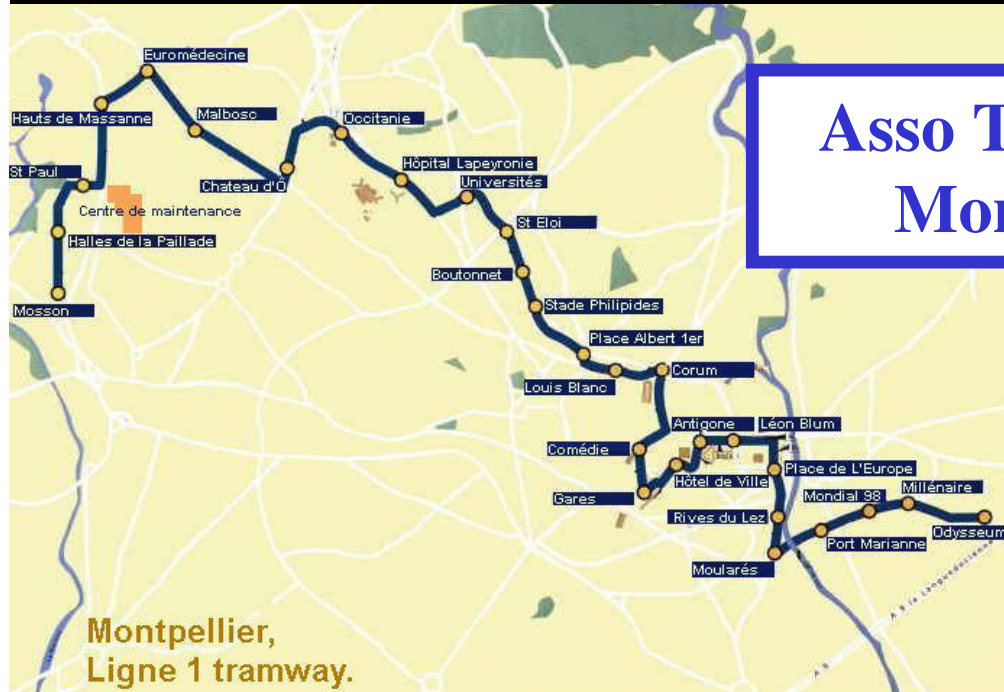 Euromédecine
Hauts de Massanne
Malbosc
Occitanie
St Paul
Chateau d'Ô
Hôpital Lapeyronie
Universités
Centre de maintenance
Halles de la Paillade
St Eloi
Boutonnet
Mosson
Stade Philipides
Place Albert 1er
Louis Blanc
Corum
Antigone
Léon Blum
Comédie
Hôtel de Ville
Place de L'Europe
Gares
Mondial 98
Millénaire
Rives du Lez
Port Marianne
Odysseum
Moularés
Asso T
Mon
Montpellier,
Ligne 1 tramway.